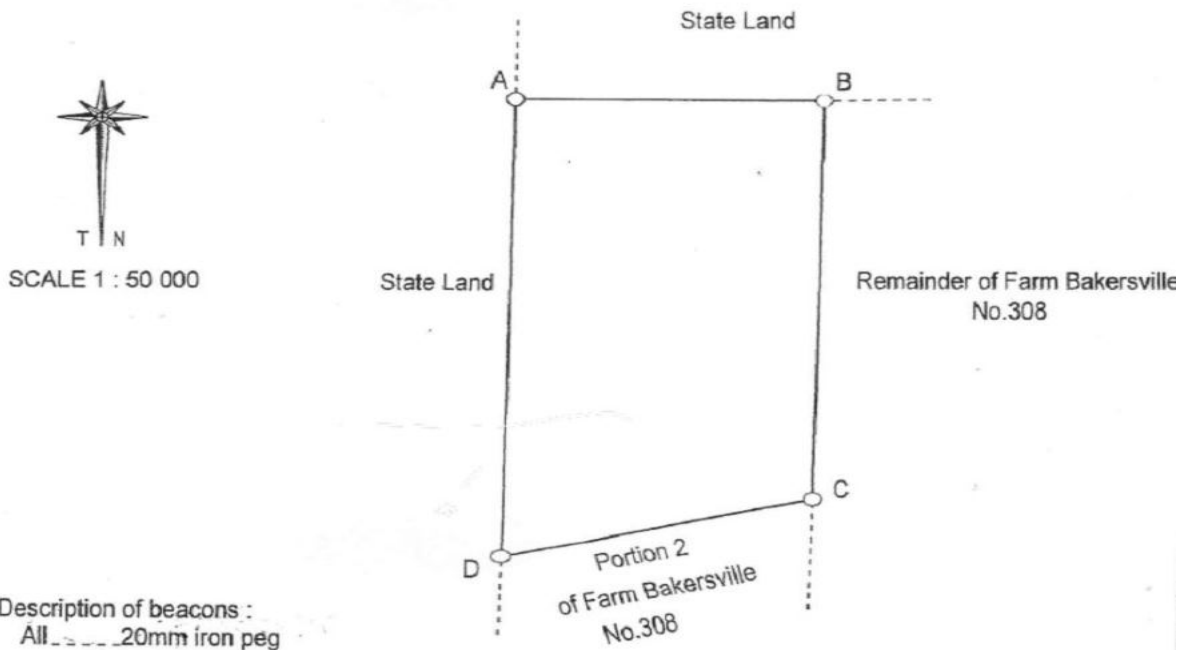 State Land
A
B
T N
SCALE 1 : 50 000
State Land
Remainder of Farm Bakersville
No.308
C
D
Portion 2
of Farm Bakersville
No.308
Description of beacons :
All _ _ _ _ _ 20mm iron peg